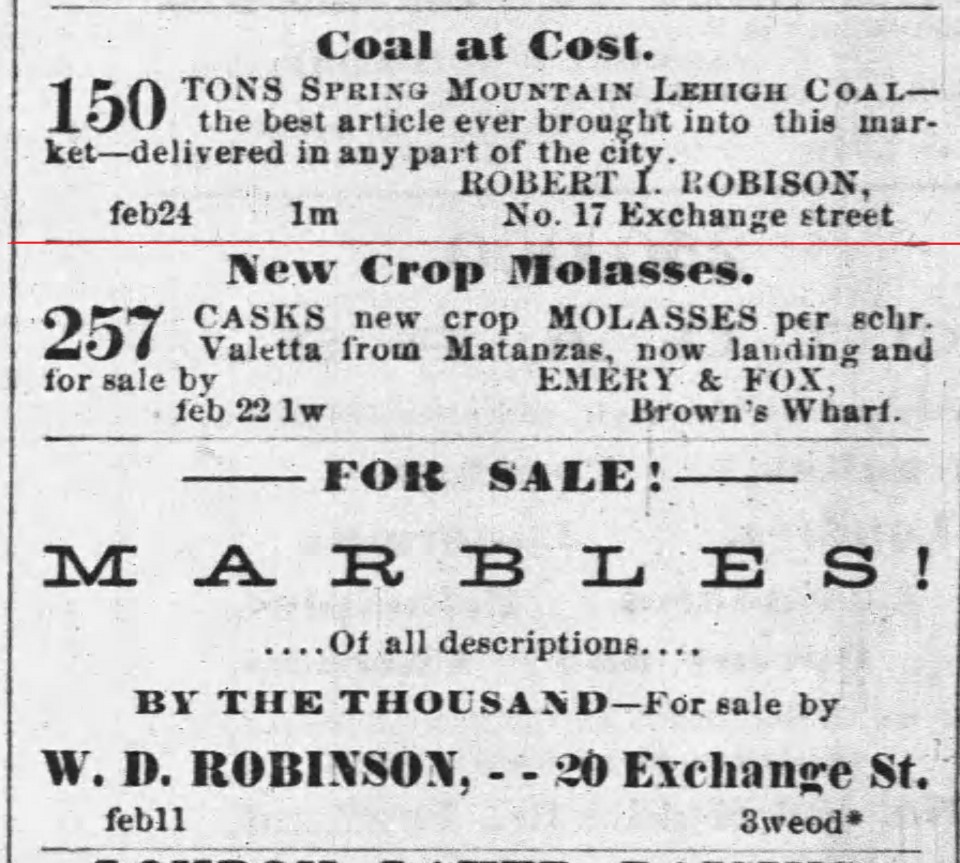 Coal at Cost.
150 TONS SPRING MOUNTAIN LEHIGH COAL—
the best article ever brought into this mar-
ket—delivered in any part of the city.
ROBERT I. ROBISON,
feb24 1m No. 17 Exchange street
New Crop Molasses.
257 CASKS new crop MOLASSES per schr.
Valetta from Matanzas, now landing and
for sale by EMERY & FOX,
feb 22 1w Brown's Wharf.
—— FOR SALE! ——
MARBLES!
....Of all descriptions....
BY THE THOUSAND—For sale by
W. D. ROBINSON, - - 20 Exchange St.
feb11 3weod*